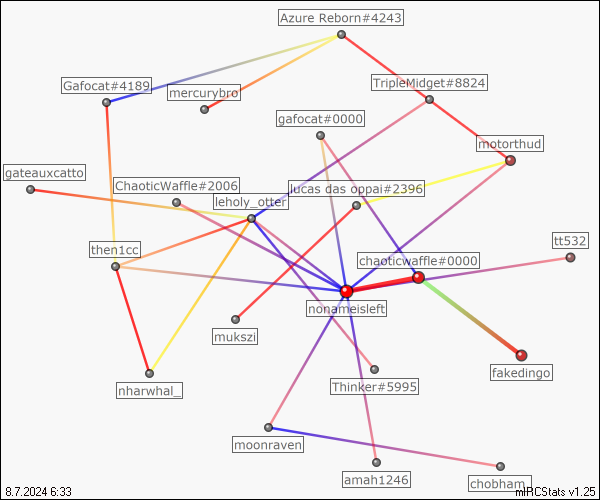 Azure Reborn#4243
Gafocat#4189
mercurybro
TripleMidget#8824
gafocat#0000
motorthud
gateauxcatto
ChaoticWaffle#2006
lucas das oppai#2396
leholy_otter
tt532
then1cc
chaoticwaffle#0000
nonameisleft
mukszi
fakedingo
Thinker#5995
nharwhal_
moonraven
amah1246
chobham_
8.7.2024 6:33
mIRCStats v1.25